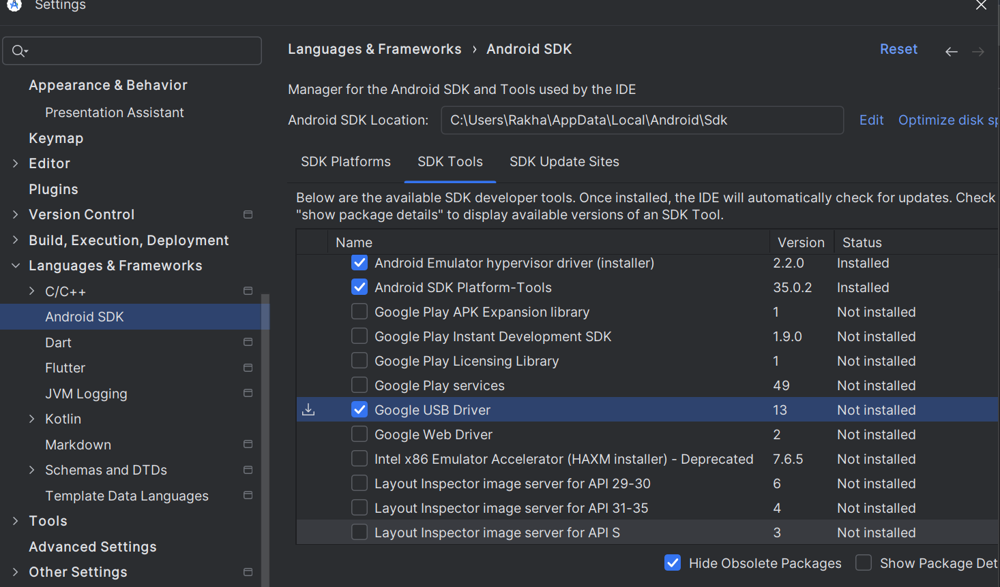 Settings
Appearance & Behavior
Presentation Assistant
Keymap
Editor
Plugins
Version Control
Build, Execution, Deployment
Languages & Frameworks
C/C++
Android SDK
Dart
Flutter
JVM Logging
Kotlin
Markdown
Schemas and DTDs
Template Data Languages
Tools
Advanced Settings
Other Settings
Languages & Frameworks › Android SDK
Reset
Manager for the Android SDK and Tools used by the IDE
Android SDK Location: C:\Users\Rakha\AppData\Local\Android\Sdk Edit Optimize disk sp
SDK Platforms SDK Tools SDK Update Sites
Below are the available SDK developer tools. Once installed, the IDE will automatically check for updates. Check
"show package details" to display available versions of an SDK Tool.
Name Version Status
Android Emulator hypervisor driver (installer) 2.2.0 Installed
Android SDK Platform-Tools 35.0.2 Installed
Google Play APK Expansion library 1 Not installed
Google Play Instant Development SDK 1.9.0 Not installed
Google Play Licensing Library 1 Not installed
Google Play services 49 Not installed
Google USB Driver 13 Not installed
Google Web Driver 2 Not installed
Intel x86 Emulator Accelerator (HAXM installer) - Deprecated 7.6.5 Not installed
Layout Inspector image server for API 29-30 6 Not installed
Layout Inspector image server for API 31-35 4 Not installed
Layout Inspector image server for API S 3 Not installed
Hide Obsolete Packages Show Package Det